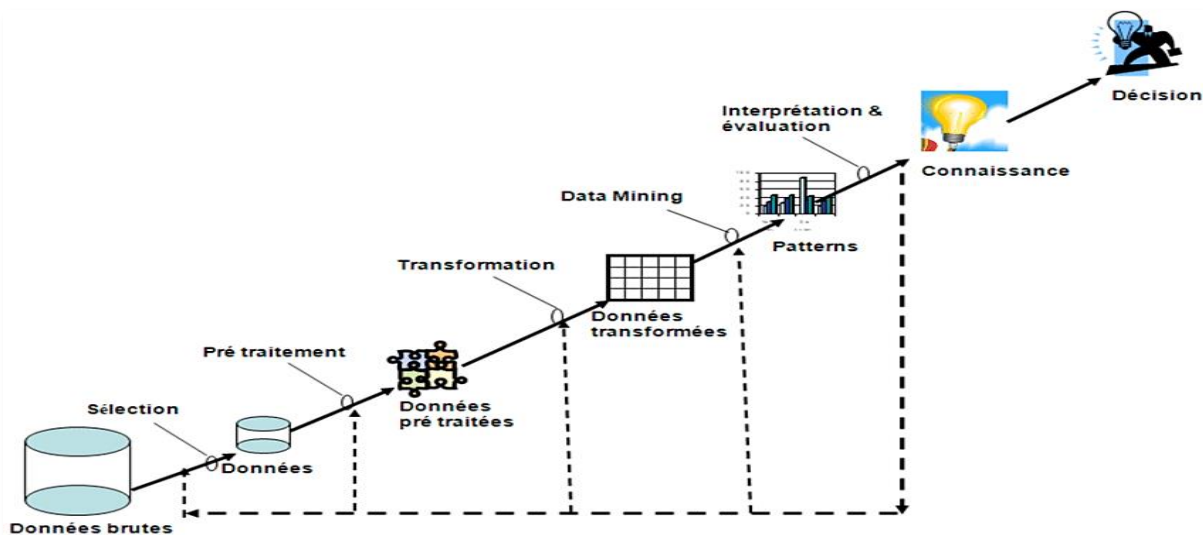 Données brutes
Sélection
Données
Pré traitement
Données
pré traitées
Transformation
Données
transformées
Data Mining
Patterns
Interprétation &
évaluation
Connaissance
Décision